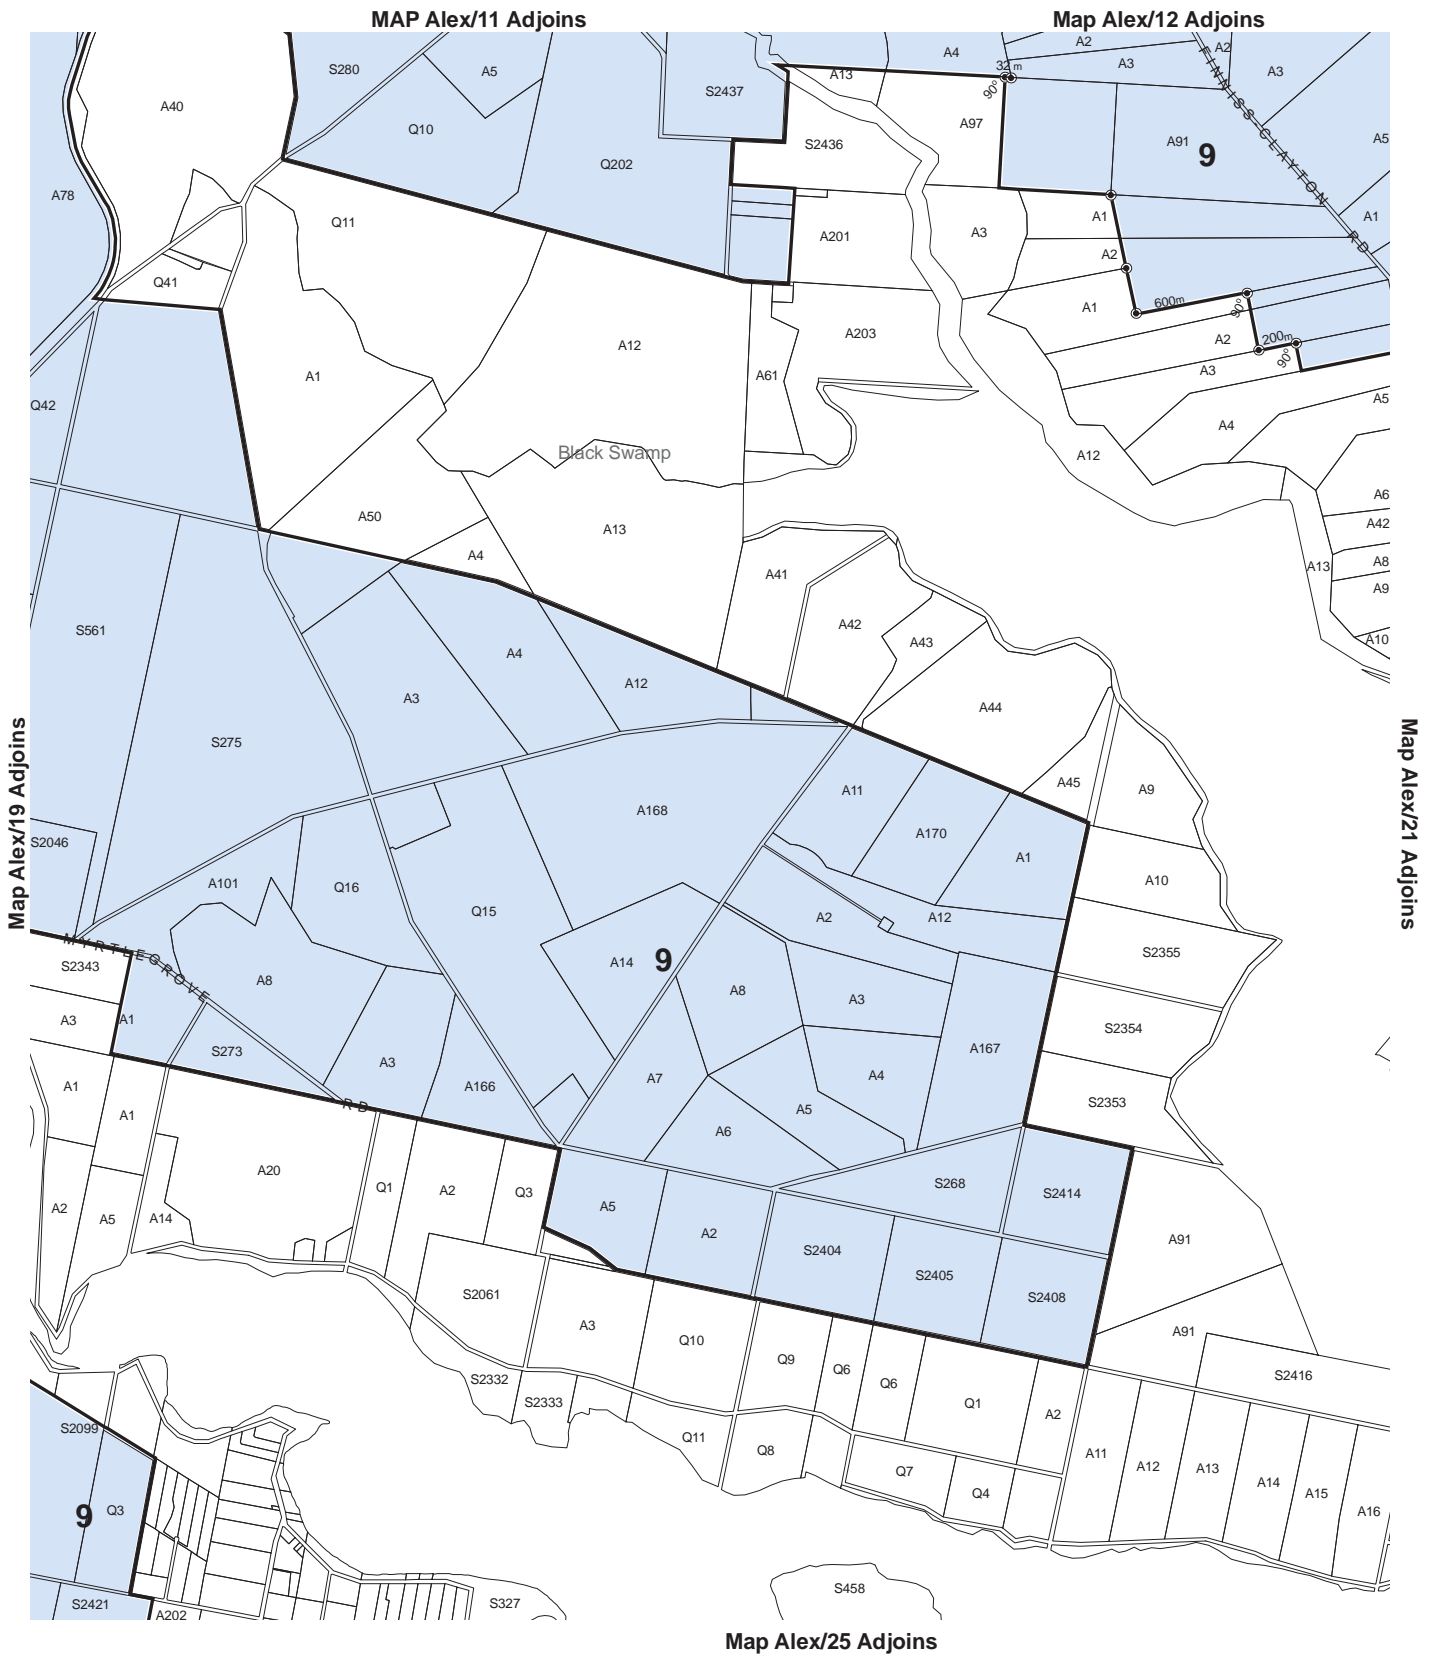 MAP Alex/11 Adjoins
Map Alex/12 Adjoins
S280
A5
A40
Q10
S2437
Q202
A78
A13
A4
A2
A2
A3
A3
32 m
90°
A97
S2436
A91
9
A5
FINNISS-CLAYTON RD
A1
Q11
Q41
A201
A3
A1
A2
A1
600m
90°
A2
200m
90°
A3
A12
A203
A1
A61
Q42
A5
A4
Black Swamp
A12
A50
A13
A6
A42
A4
A41
A13
A8
A9
S561
A42
A43
A10
A4
A12
A3
A44
S275
Map Alex/19 Adjoins
Map Alex/21 Adjoins
A45
A9
A11
A168
A170
A1
S2046
A101
Q16
A10
Q15
A2
A12
MYRTLEGROVE
S2343
A14
9
S2355
A8
A8
A3
A3
A1
S2354
S273
A3
A167
A7
A4
A166
A1
A1
RD
A5
S2353
A6
A20
Q1
A2
Q3
S268
S2414
A2
A5
A14
A5
A2
A91
S2404
S2405
S2408
S2061
A3
Q10
A91
Q9
Q6
Q6
S2416
S2332
S2333
Q1
A2
S2099
Q11
Q8
A11
A12
A13
A14
A15
A16
Q7
Q4
9
Q3
S458
S2421
A202
S327
Map Alex/25 Adjoins